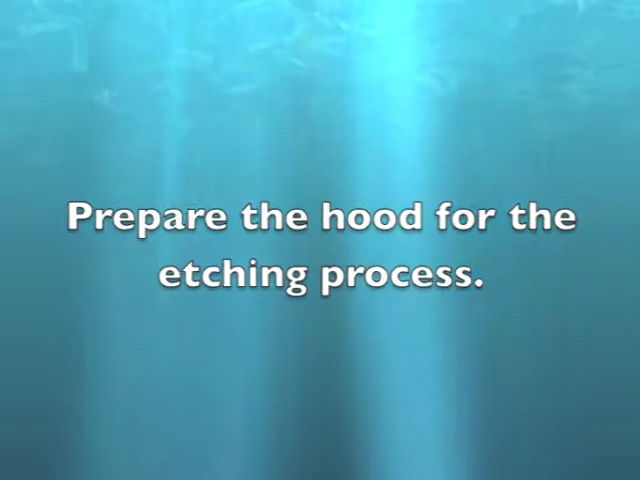 Prepare the hood for the
etching process.